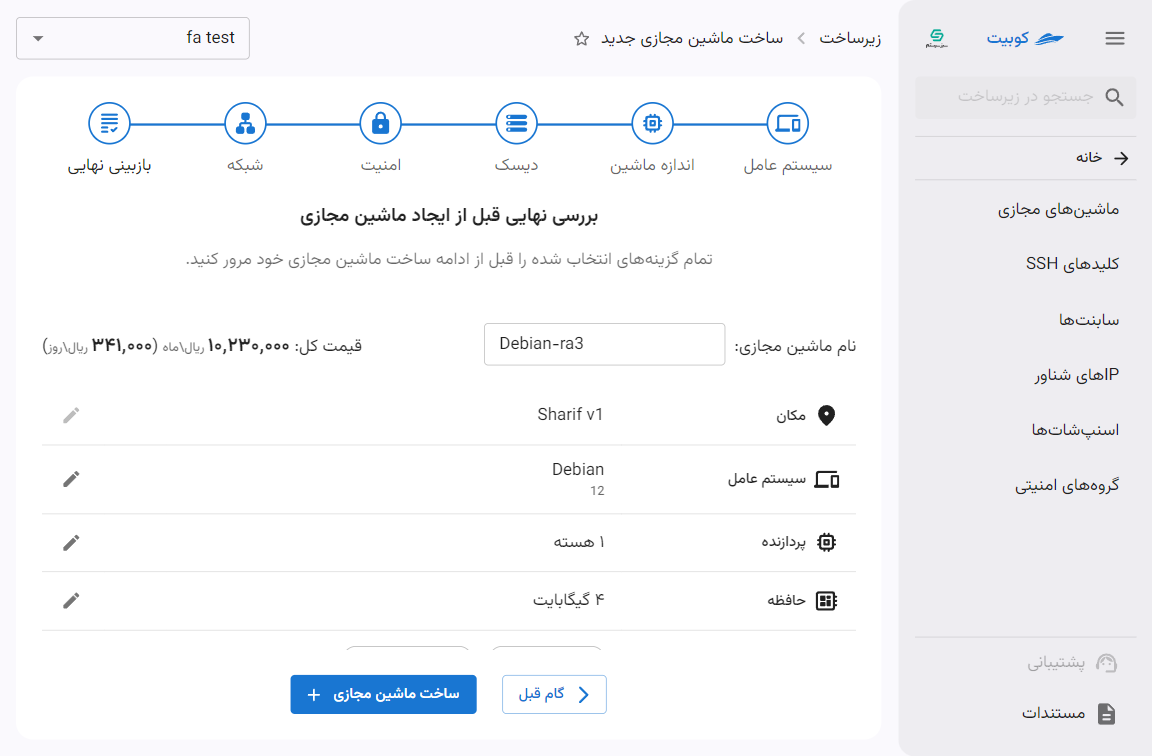 کوبیت
جستجو در زیرساخت
خانه
ماشین‌های مجازی
کلیدهای SSH
سابنت‌ها
IPهای شناور
اسنپ‌شات‌ها
گروه‌های امنیتی
پشتیبانی
مستندات
زیرساخت
ساخت ماشین مجازی جدید
fa test
سیستم عامل
اندازه ماشین
دیسک
امنیت
شبکه
بازبینی نهایی
بررسی نهایی قبل از ایجاد ماشین مجازی
تمام گزینه‌های انتخاب شده را قبل از ادامه ساخت ماشین مجازی خود مرور کنید.
نام ماشین مجازی: Debian-ra3
قیمت کل: ۱۰,۲۳۰,۰۰۰ ریال\ماه (۳۴۱,۰۰۰ ریال\روز)
مکان Sharif v1
سیستم عامل Debian
12
پردازنده ۱ هسته
حافظه ۴ گیگابایت
گام قبل
ساخت ماشین مجازی +